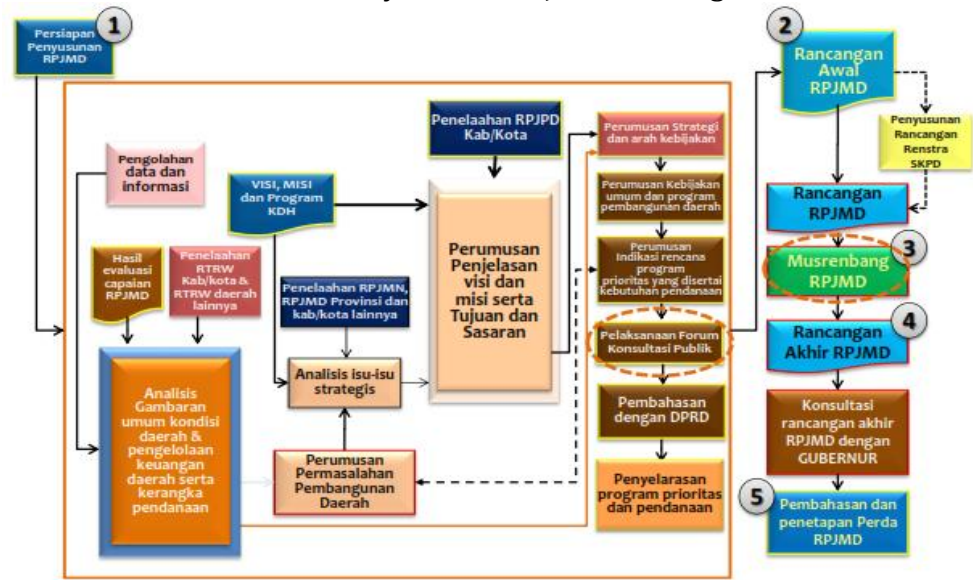 1
Persiapan
Penyusunan
RPJMD
Pengolahan
data dan
informasi
Hasil
evaluasi
capaian
RPJMD
Penelaahan
RTRW
Kab/kota &
RTRW daerah
lainnya
Analisis
Gambaran
umum kondisi
daerah &
pengelolaan
keuangan
daerah serta
kerangka
pendanaan
VISI, MISI
dan Program
KDH
Penelaahan RPJMN,
RPJMD Provinsi dan
kab/kota lainnya
Analisis isu-isu
strategis
Perumusan
Permasalahan
Pembangunan
Daerah
Penelaahan RPJPD
Kab/Kota
Perumusan
Penjelasan
visi dan
misi serta
Tujuan dan
Sasaran
Perumusan Strategi
dan arah kebijakan
Perumusan Kebijakan
umum dan program
pembangunan daerah
Perumusan
Indikasi rencana
program
prioritas yang disertai
kebutuhan pendanaan
Pelaksanaan Forum
Konsultasi Publik
Pembahasan
dengan DPRD
Penyelarasan
program prioritas
dan pendanaan
2
Rancangan
Awal
RPJMD
Penyusunan
Rancangan
Renstra
SKPD
Rancangan
RPJMD
3
Musrenbang
RPJMD
4
Rancangan
Akhir RPJMD
Konsultasi
rancangan akhir
RPJMD dengan
GUBERNUR
5
Pembahasan dan
penetapan Perda
RPJMD